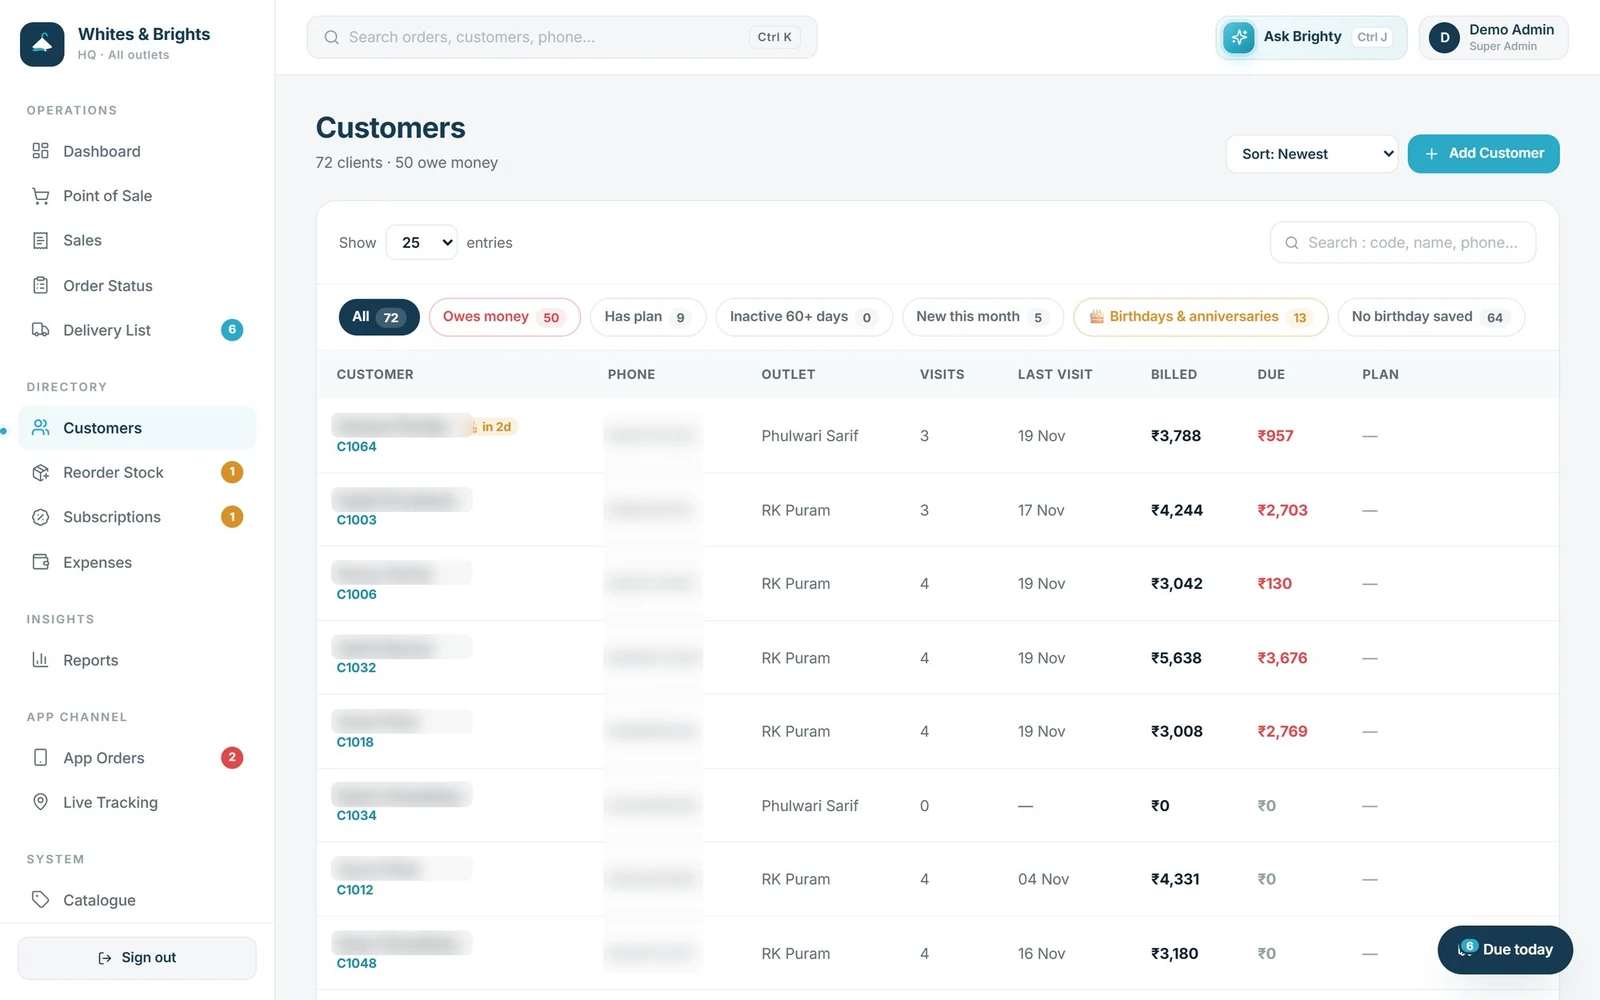 Whites & Brights
HQ · All outlets
OPERATIONS
Dashboard
Point of Sale
Sales
Order Status
Delivery List 6
DIRECTORY
Customers
Reorder Stock 1
Subscriptions 1
Expenses
INSIGHTS
Reports
APP CHANNEL
App Orders 2
Live Tracking
SYSTEM
Catalogue
Sign out
Search orders, customers, phone... Ctrl K
Ask Brighty Ctrl J
D Demo Admin
Super Admin
Customers
72 clients · 50 owe money
Sort: Newest
+ Add Customer
Show 25 entries
Search : code, name, phone...
All 72 Owes money 50 Has plan 9 Inactive 60+ days 0 New this month 5 Birthdays & anniversaries 13 No birthday saved 64
CUSTOMER PHONE OUTLET VISITS LAST VISIT BILLED DUE PLAN
in 2d
C1064 Phulwari Sarif 3 19 Nov ₹3,788 ₹957 —
C1003 RK Puram 3 17 Nov ₹4,244 ₹2,703 —
C1006 RK Puram 4 19 Nov ₹3,042 ₹130 —
C1032 RK Puram 4 19 Nov ₹5,638 ₹3,676 —
C1018 RK Puram 4 19 Nov ₹3,008 ₹2,769 —
C1034 Phulwari Sarif 0 — ₹0 ₹0 —
C1012 RK Puram 4 04 Nov ₹4,331 ₹0 —
C1048 RK Puram 4 16 Nov ₹3,180 ₹0 —
6 Due today